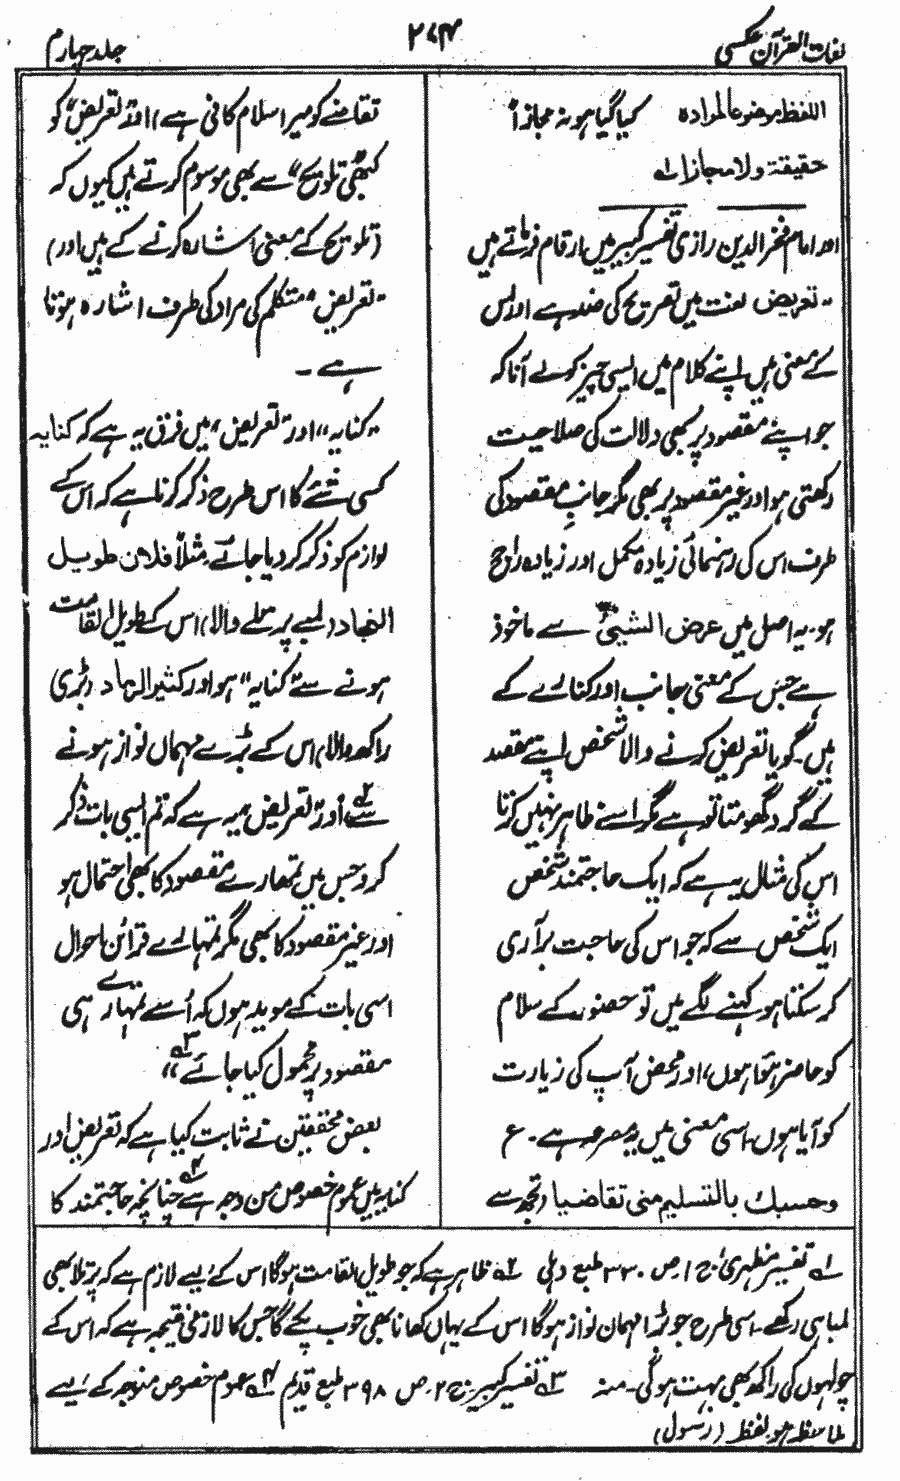 لغات القرآن عکسی
۲۷۴
جلد چہارم
اللفظ موضوعا لمرادہ کیا گیا ہو نہ مجازاً
حقیقۃ ولا مجازا لہ
اور امام فخر الدین رازی تفسیر کبیر میں ارقام فرماتے ہیں
"تعریض لغت میں تصریح کی ضد ہے اور اس
کے معنی ہیں اپنے کلام میں ایسی چیز کو لے آنا کہ
جو اپنے مقصود پر بھی دلالت کی صلاحیت
رکھتی ہو اور غیر مقصود پر بھی مگر جانب مقصود کی
طرف اس کی رہنمائی زیادہ مکمل اور زیادہ راجح
ہو۔ یہ اصل میں عرض الشیئ سے ماخوذ
ہے جس کے معنی جانب اور کنارے کے
ہیں۔ گویا تعریض کرنے والا شخص اپنے مقصد
کے گرد گھومتا تو ہے مگر اسے ظاہر نہیں کرتا
اس کی مثال یہ ہے کہ ایک حاجتمند شخص
ایک شخص سے کہ جو اس کی حاجت برآری
کر سکتا ہو کہنے لگے میں تو حضور کے سلام
کو حاضر ہوا ہوں، اور محض آپ کی زیارت
کو آیا ہوں۔ اسی معنی میں یہ مصرعہ ہے۔ ع
وحسبك بالتسليم منی تقاضیا (تجھ سے
تقاضے کو میرا سلام کافی ہے) اور تعریض کو
کبھی تلویح" سے بھی موسوم کرتے ہیں کیوں کہ
(تلویح کے معنی اشارہ کرنے کے ہیں اور)
"تعریض" متکلم کی مراد کی طرف اشارہ ہوتا
ہے ۔
"کنایہ" اور "تعریض" میں فرق یہ ہے کہ کنایہ
کسی شئے کا اس طرح ذکر کرنا ہے کہ اس کے
لوازم کو ذکر کر دیا جائے مثلاً فلان طویل
النجاد (لمبے پرتلے والا) اس کے طویل القامت
ہونے سے "کنایہ" ہو اور کثیر الرماد (بڑی
راکھ والا) اس کے بڑے مہمان نواز ہونے
سے۲؎، اور "تعریض" یہ ہے کہ تم ایسی بات ذکر
کرو جس میں تمھارے مقصود کا بھی احتمال ہو
اور غیر مقصود کا بھی مگر تمہارے قرائن احوال
اسی بات کے موید ہوں کہ اُسے تمہارے ہی
مقصود پر محمول کیا جائے۳؎"
بعض محققین نے ثابت کیا ہے کہ تعریض اور
کنایہ میں عموم خصوص من وجہ ہے۴؎ چنانچہ حاجتمند کا
۱؎ تفسیر مظہری ج ۱ ص ۳۳۰ طبع دہلی ۲؎ ظاہر ہے کہ جو طویل القامت ہوگا اس کے لیے لازم ہے کہ پرتلا بھی
لمبا ہی رکھے۔ اسی طرح جو بڑا مہمان نواز ہوگا اس کے یہاں کھانا بھی خوب پکے گا جس کا لازمی نتیجہ ہے کہ اس کے
چولہوں کی راکھ بھی بہت ہوگی۔ منہ ۳؎ تفسیر کبیر ج ۲ ص ۳۹۸ طبع قدیم ۴؎ عموم خصوص من وجہ کے لیے
ملاحظہ ہو لفظ (رسول)